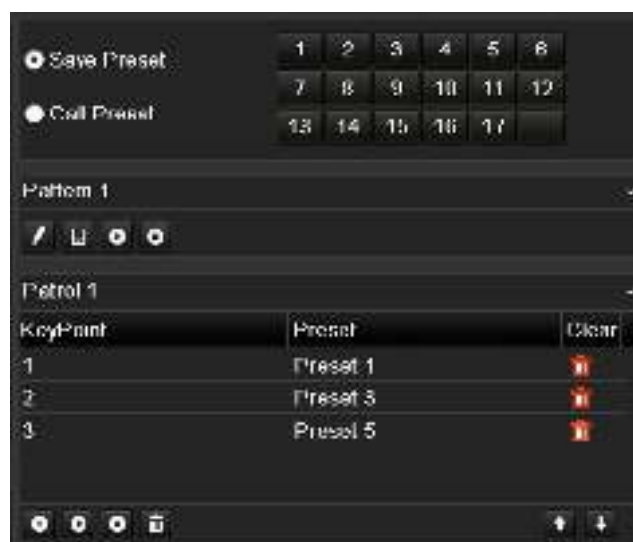 Save Preset
1 2 3 4 5 6
7 8 9 10 11 12
Call Preset
13 14 15 16 17
Pattern 1
Patrol 1
KeyPoint Preset Clear
1 Preset 1
2 Preset 3
3 Preset 5